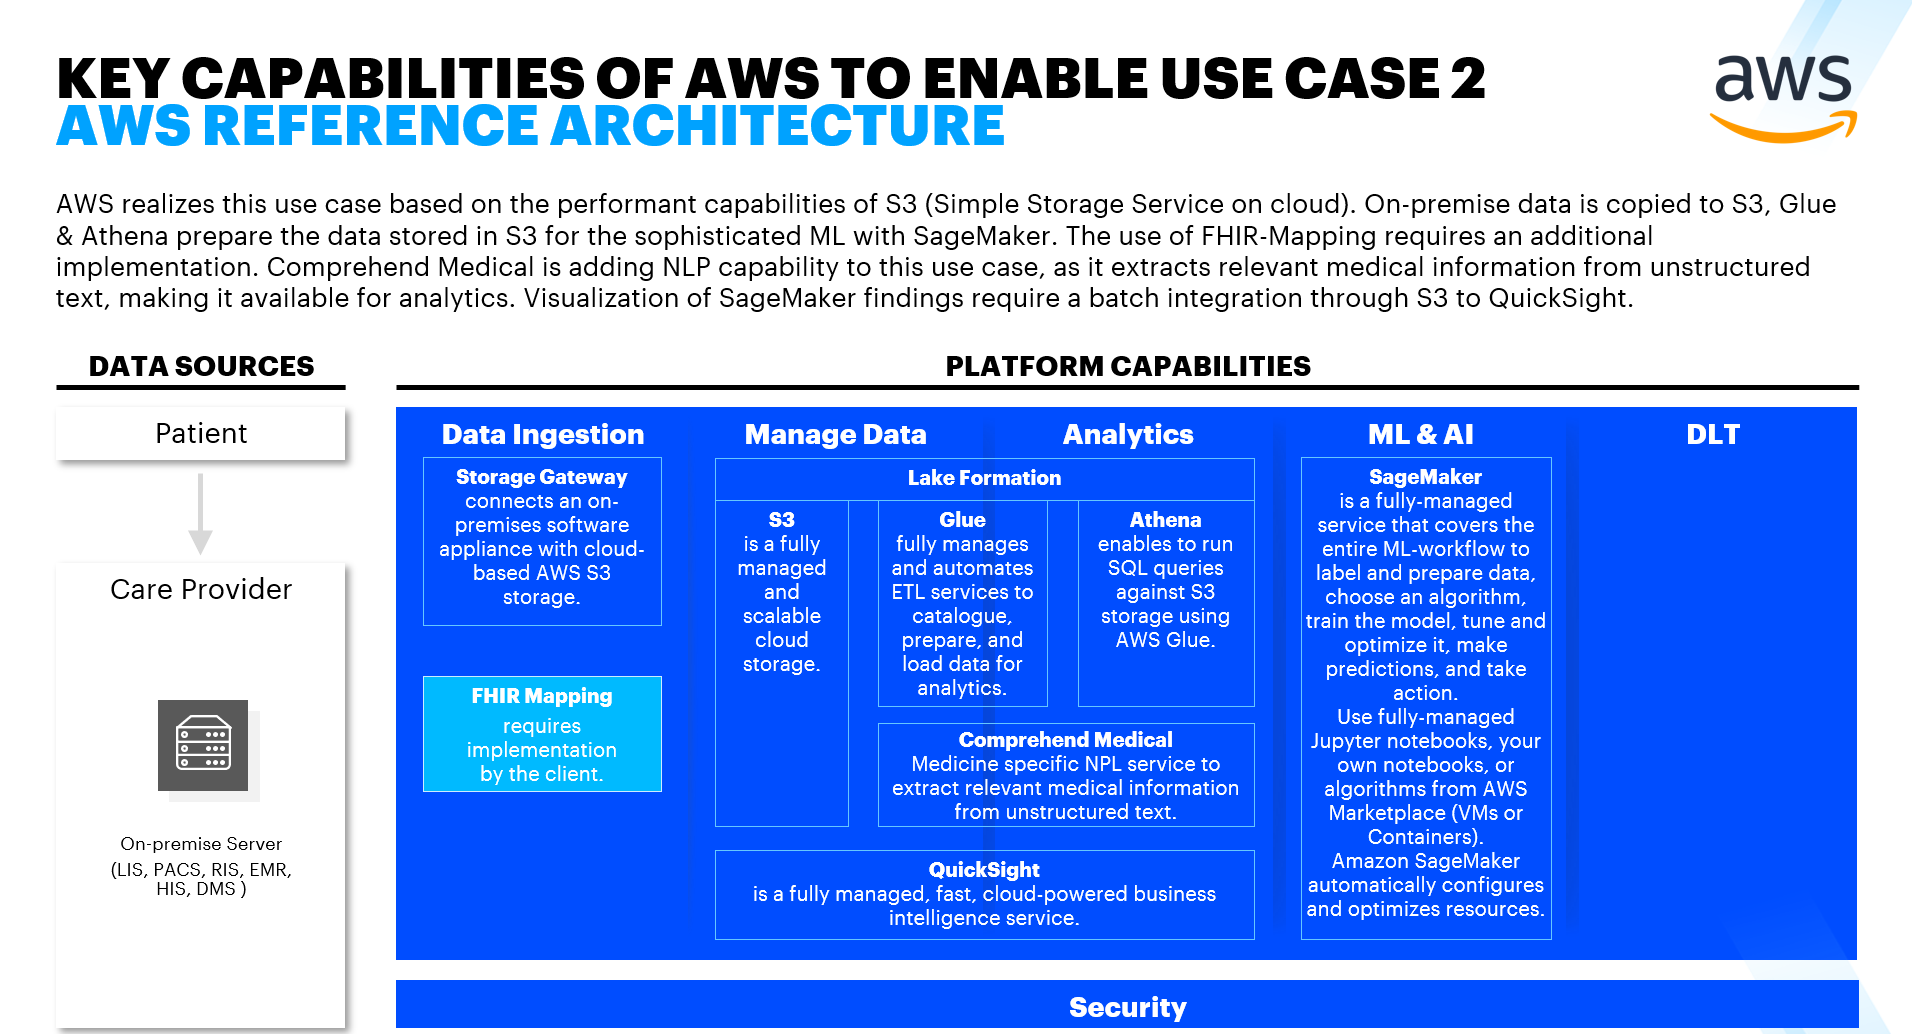 KEY CAPABILITIES OF AWS TO ENABLE USE CASE 2
AWS REFERENCE ARCHITECTURE
aws
AWS realizes this use case based on the performant capabilities of S3 (Simple Storage Service on cloud). On-premise data is copied to S3, Glue
& Athena prepare the data stored in S3 for the sophisticated ML with SageMaker. The use of FHIR-Mapping requires an additional
implementation. Comprehend Medical is adding NLP capability to this use case, as it extracts relevant medical information from unstructured
text, making it available for analytics. Visualization of SageMaker findings require a batch integration through S3 to QuickSight.
DATA SOURCES
Patient
Care Provider
On-premise Server
(LIS, PACS, RIS, EMR,
HIS, DMS )
PLATFORM CAPABILITIES
Data Ingestion
Storage Gateway
connects an on-
premises software
appliance with cloud-
based AWS S3
storage.
FHIR Mapping
requires
implementation
by the client.
Manage Data
Analytics
Lake Formation
S3
is a fully
managed
and
scalable
cloud
storage.
Glue
fully manages
and automates
ETL services to
catalogue,
prepare, and
load data for
analytics.
Athena
enables to run
SQL queries
against S3
storage using
AWS Glue.
Comprehend Medical
Medicine specific NPL service to
extract relevant medical information
from unstructured text.
QuickSight
is a fully managed, fast, cloud-powered business
intelligence service.
ML & AI
SageMaker
is a fully-managed
service that covers the
entire ML-workflow to
label and prepare data,
choose an algorithm,
train the model, tune and
optimize it, make
predictions, and take
action.
Use fully-managed
Jupyter notebooks, your
own notebooks, or
algorithms from AWS
Marketplace (VMs or
Containers).
Amazon SageMaker
automatically configures
and optimizes resources.
DLT
Security